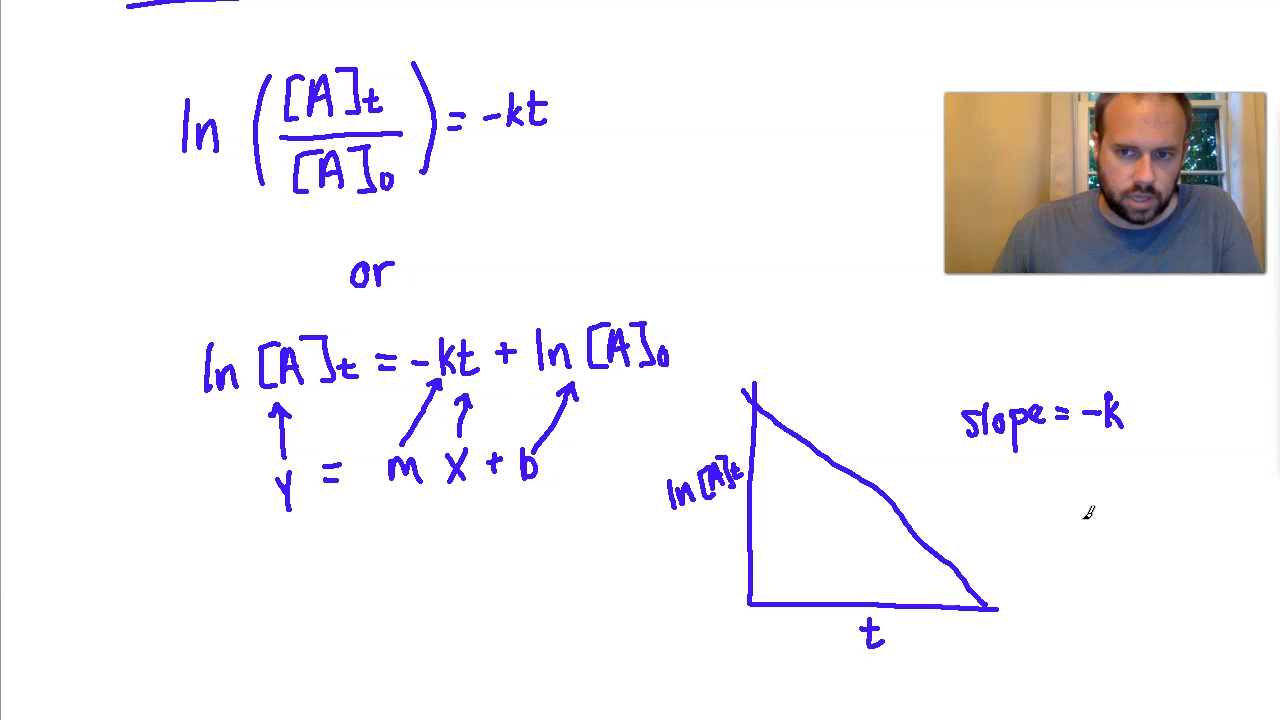 ln ([A]t / [A]0) = -kt
or
ln [A]t = -kt + ln [A]0
y = m x + b
ln [A]t
t
slope = -k